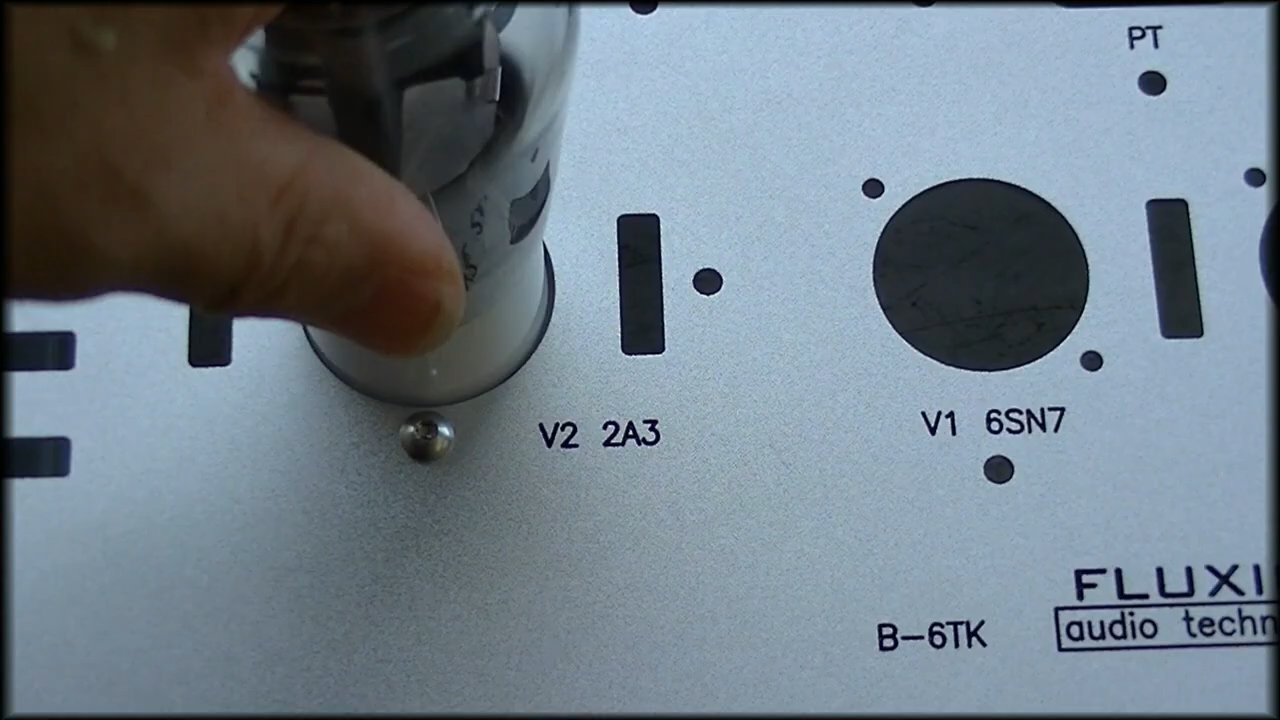 PT
V2 2A3
V1 6SN7
FLUXI
B-6TK
audio techn